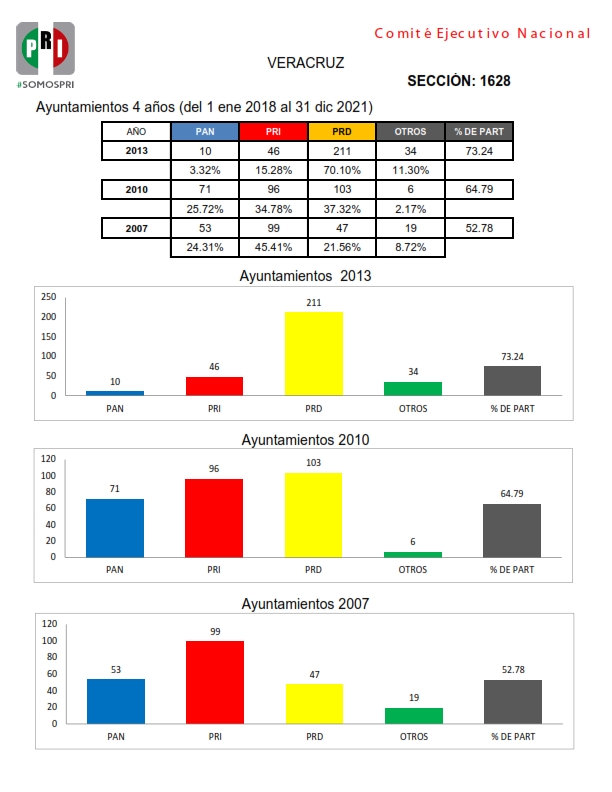 Comité Ejecutivo Nacional
PRI
#SOMOSPRI
VERACRUZ
SECCIÓN: 1628
Ayuntamientos 4 años (del 1 ene 2018 al 31 dic 2021)
AÑO PAN PRI PRD OTROS % DE PART
2013 10 46 211 34 73.24
3.32% 15.28% 70.10% 11.30%
2010 71 96 103 6 64.79
25.72% 34.78% 37.32% 2.17%
2007 53 99 47 19 52.78
24.31% 45.41% 21.56% 8.72%
Ayuntamientos 2013
250
200
150
100
50
0
10 46 211 34 73.24
PAN PRI PRD OTROS % DE PART
Ayuntamientos 2010
120
100
80
60
40
20
0
71 96 103 6 64.79
PAN PRI PRD OTROS % DE PART
Ayuntamientos 2007
120
100
80
60
40
20
0
53 99 47 19 52.78
PAN PRI PRD OTROS % DE PART